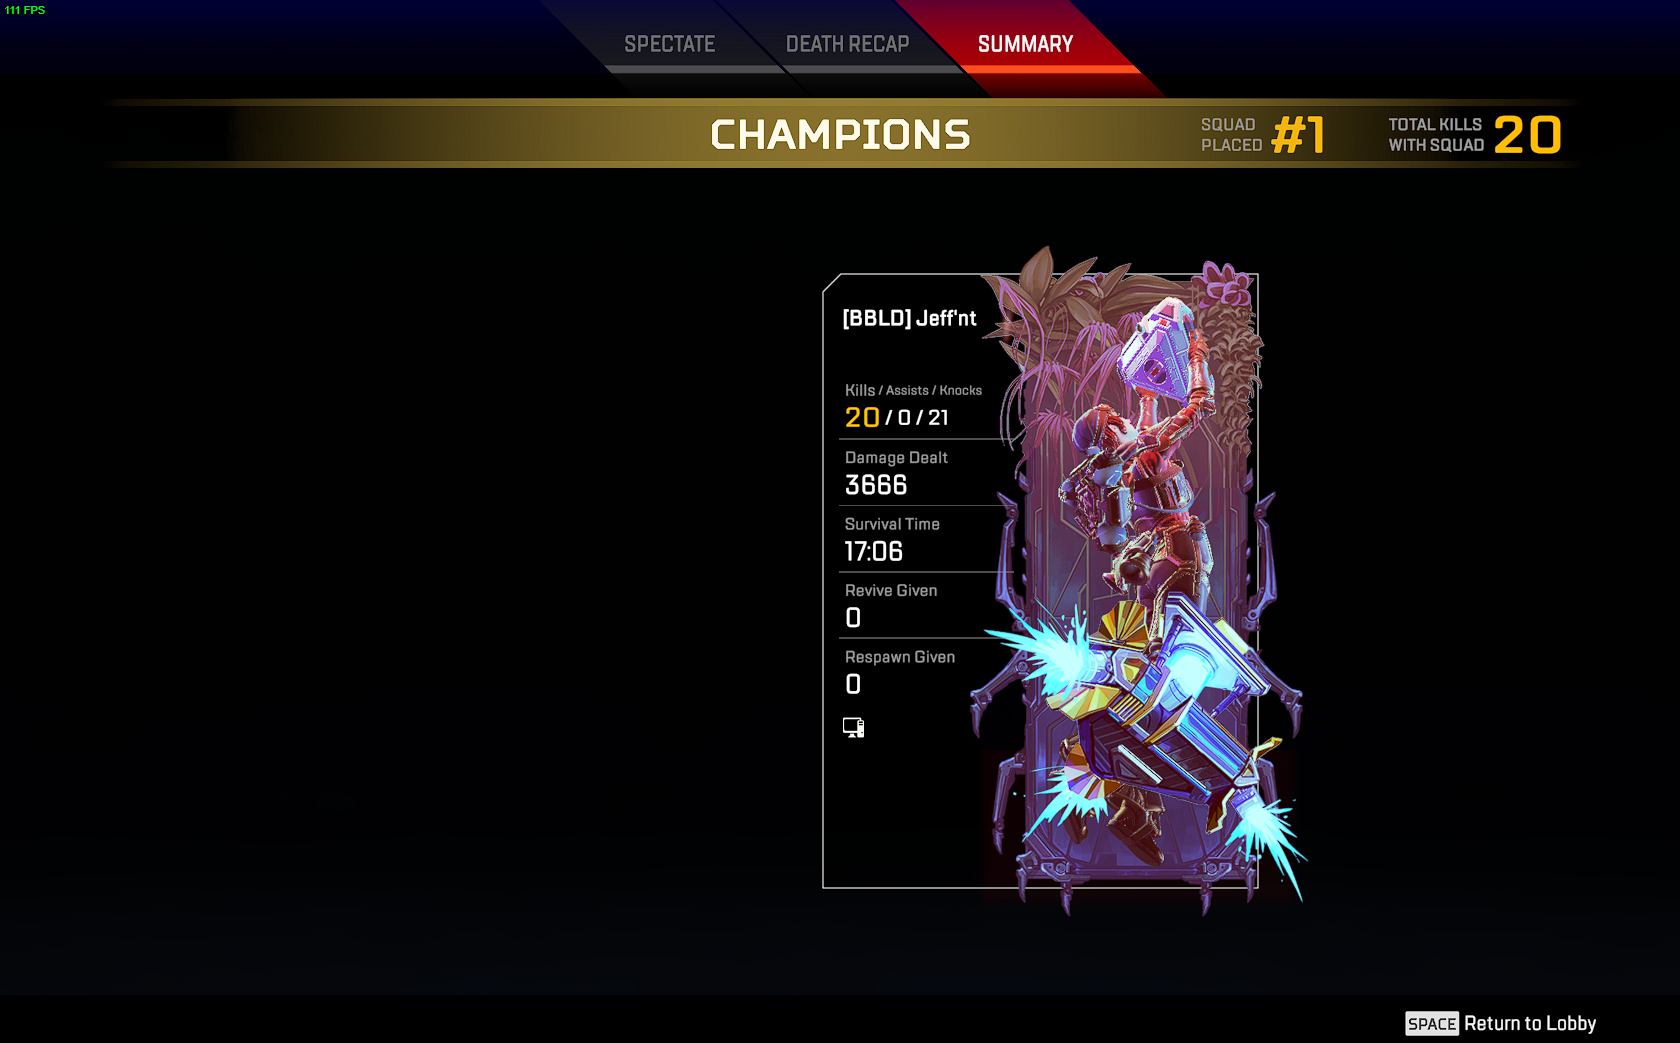 111 FPS
SPECTATE
DEATH RECAP
SUMMARY
CHAMPIONS
SQUAD
PLACED
#1
TOTAL KILLS
WITH SQUAD
20
[BBLD] Jeff'nt
Kills / Assists / Knocks
20 / 0 / 21
Damage Dealt
3666
Survival Time
17:06
Revive Given
0
Respawn Given
0
SPACE Return to Lobby